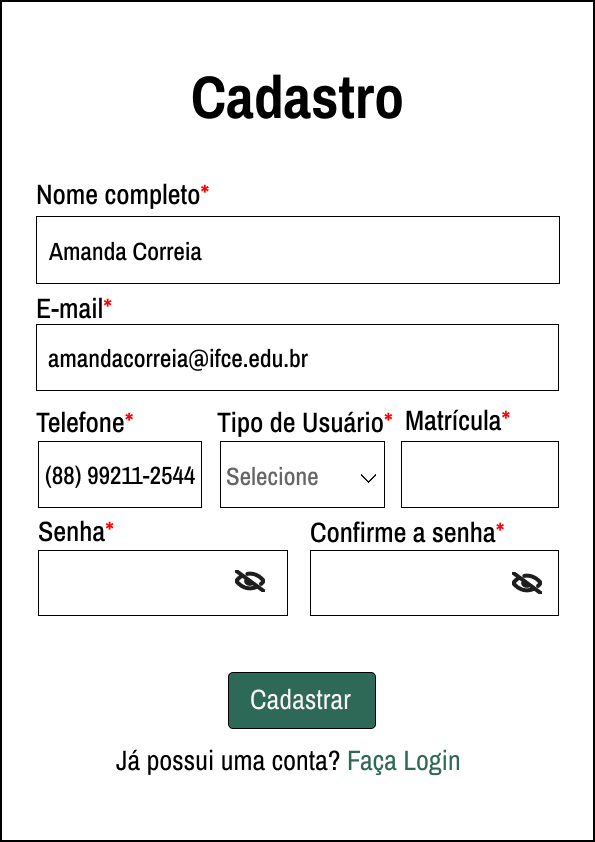 Cadastro
Nome completo*
Amanda Correia
E-mail*
amandacorreia@ifce.edu.br
Telefone* Tipo de Usuário* Matrícula*
(88) 99211-2544 Selecione
Senha* Confirme a senha*
Cadastrar
Já possui uma conta? Faça Login